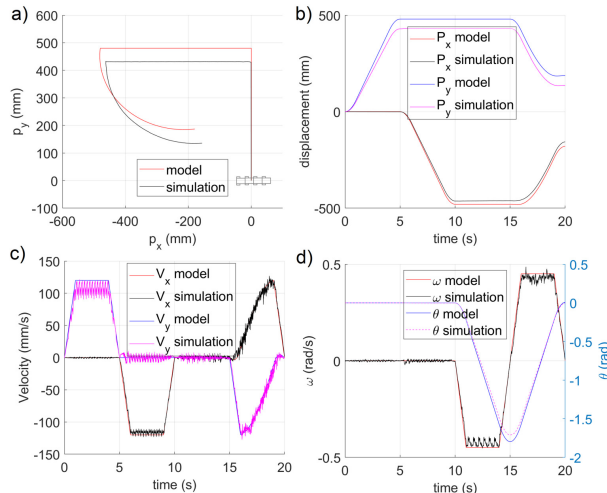 a)
600
500
400
300
200
100
0
-100
p_y (mm)
-600
-400
-200
0
p_x (mm)
model
simulation
b)
500
0
-500
displacement (mm)
0
5
10
15
20
time (s)
P_x model
P_x simulation
P_y model
P_y simulation
c)
150
100
50
0
-50
-100
-150
Velocity (mm/s)
0
5
10
15
20
time (s)
V_x model
V_x simulation
V_y model
V_y simulation
d)
0.5
0
-0.5
ω (rad/s)
0
5
10
15
20
time (s)
ω model
ω simulation
θ model
θ simulation
0.5
0
-0.5
-1
-1.5
-2
θ (rad)